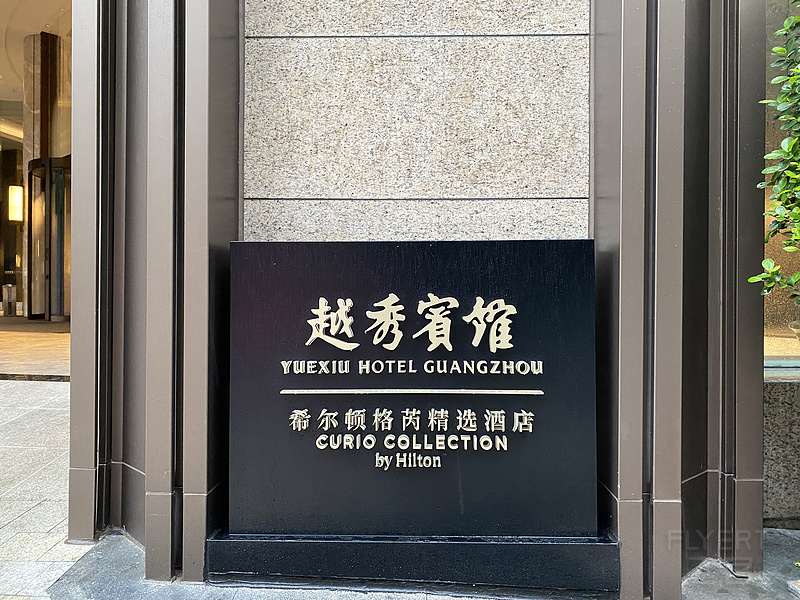 越秀賓館
YUEXIU HOTEL GUANGZHOU
希尔顿格芮精选酒店
CURIO COLLECTION
by Hilton
FLYERT